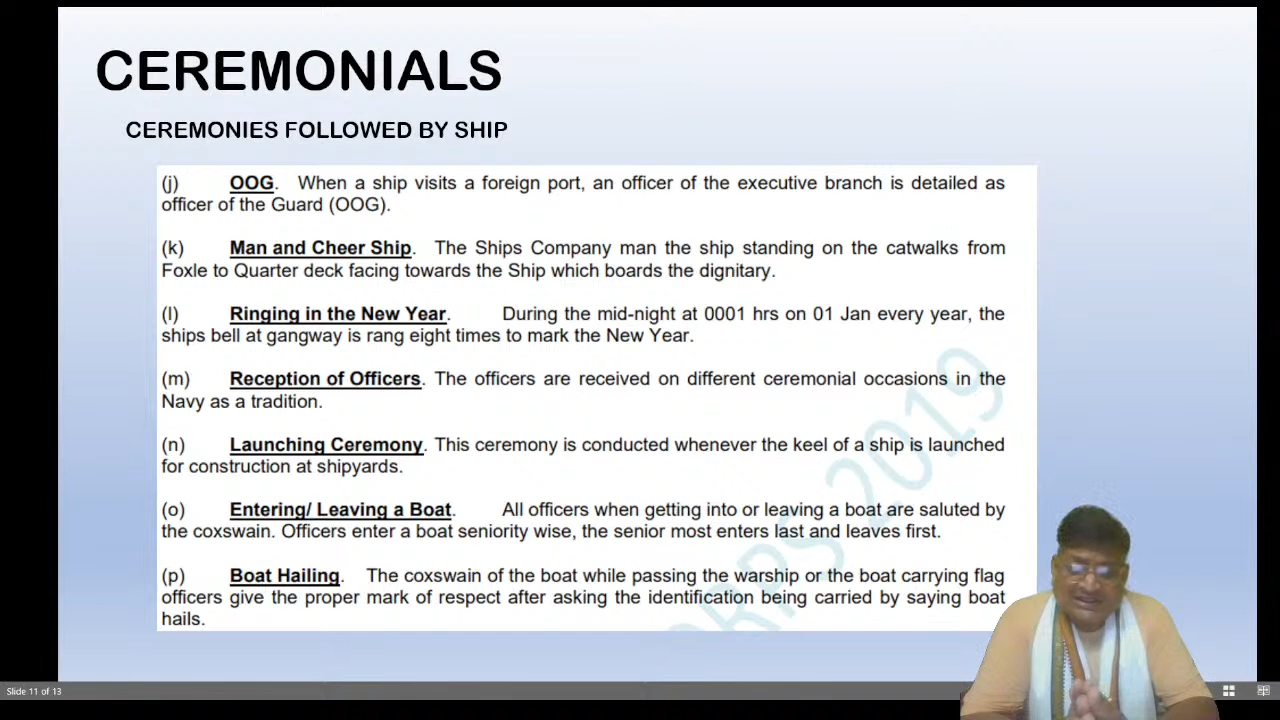 CEREMONIALS
CEREMONIES FOLLOWED BY SHIP
(j) OOG. When a ship visits a foreign port, an officer of the executive branch is detailed as
officer of the Guard (OOG).
(k) Man and Cheer Ship. The Ships Company man the ship standing on the catwalks from
Foxle to Quarter deck facing towards the Ship which boards the dignitary.
(l) Ringing in the New Year. During the mid-night at 0001 hrs on 01 Jan every year, the
ships bell at gangway is rang eight times to mark the New Year.
(m) Reception of Officers. The officers are received on different ceremonial occasions in the
Navy as a tradition.
(n) Launching Ceremony. This ceremony is conducted whenever the keel of a ship is launched
for construction at shipyards.
(o) Entering/ Leaving a Boat. All officers when getting into or leaving a boat are saluted by
the coxswain. Officers enter a boat seniority wise, the senior most enters last and leaves first.
(p) Boat Hailing. The coxswain of the boat while passing the warship or the boat carrying flag
officers give the proper mark of respect after asking the identification being carried by saying boat
hails.
2019
Slide 11 of 13